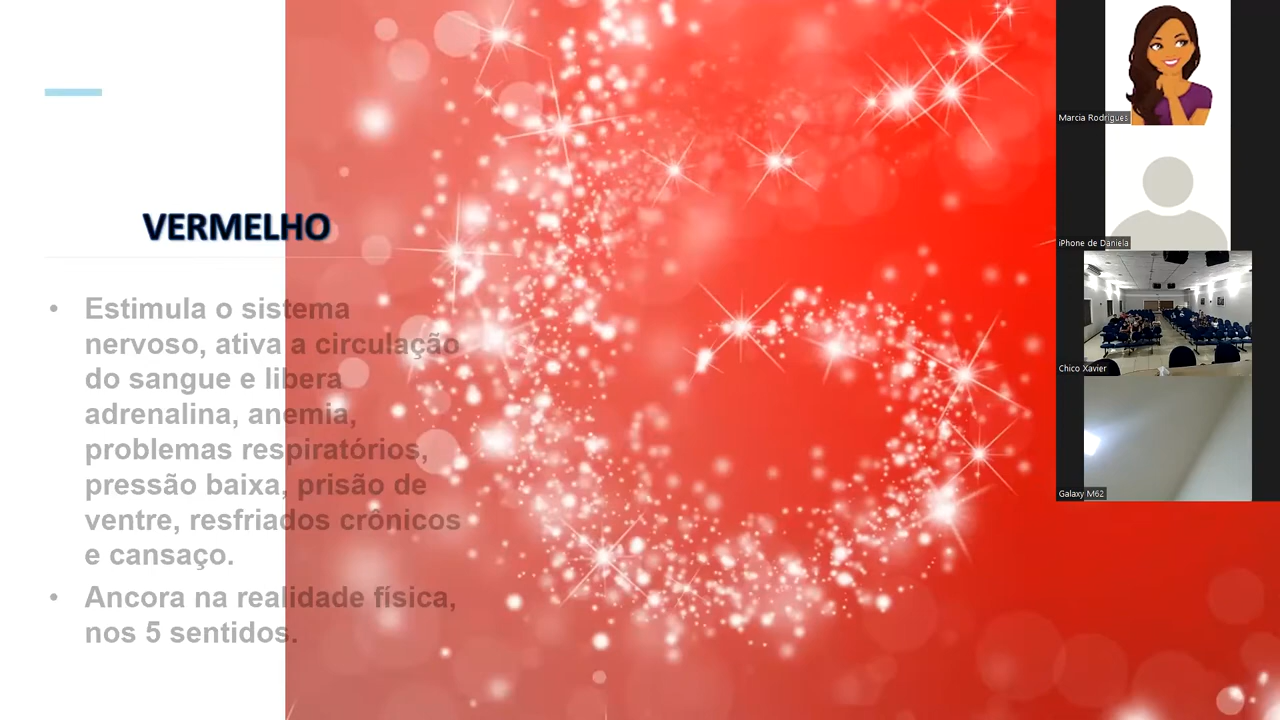 VERMELHO
• Estimula o sistema
nervoso, ativa a circulação
do sangue e libera
adrenalina, anemia,
problemas respiratórios,
pressão baixa, prisão de
ventre, resfriados crônicos
e cansaço.
• Ancora na realidade física,
nos 5 sentidos.
Marcia Rodrigues
iPhone de Daniela
Chico Xavier
Galaxy M62